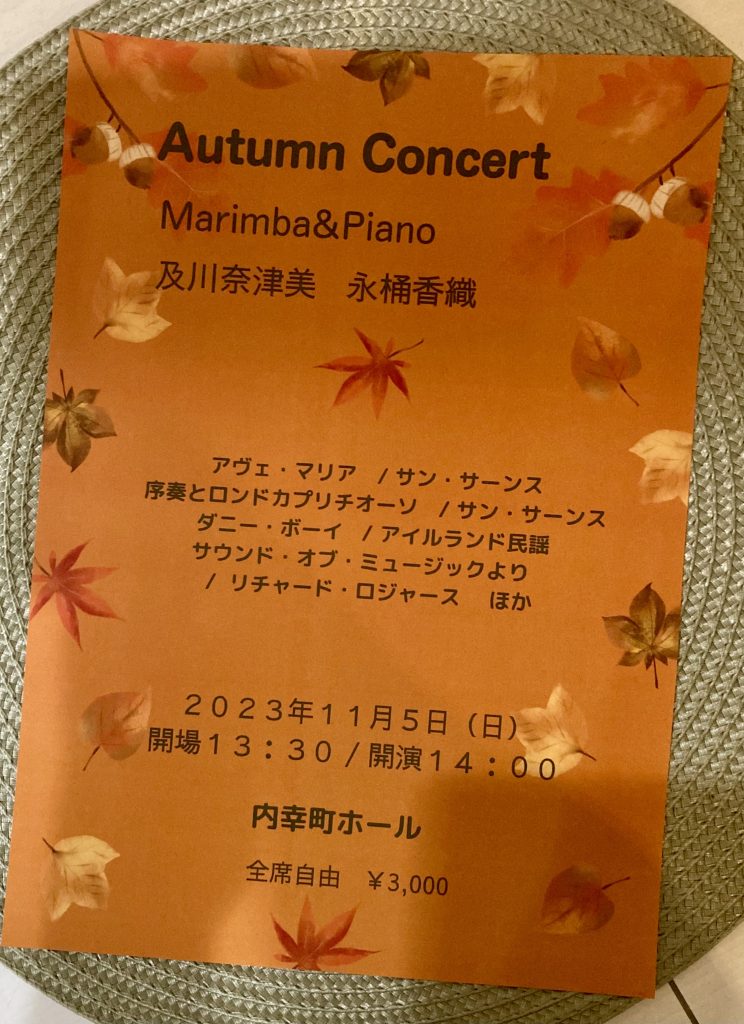 Autumn Concert
Marimba&Piano
及川奈津美　永桶香織
アヴェ・マリア　/ サン・サーンス
序奏とロンドカプリチオーソ　/ サン・サーンス
ダニー・ボーイ　/ アイルランド民謡
サウンド・オブ・ミュージックより
/ リチャード・ロジャース　ほか
２０２３年１１月５日（日）
開場１３：３０ / 開演１４：００
内幸町ホール
全席自由　￥3,000